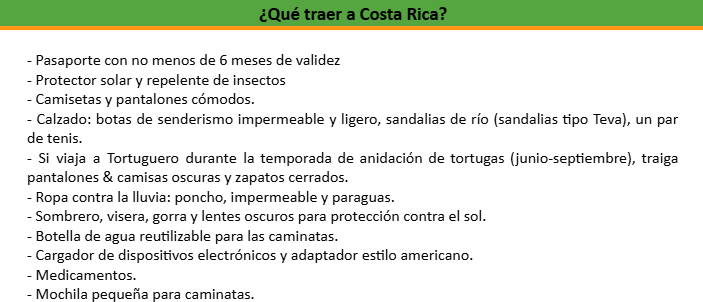 ¿Qué traer a Costa Rica?
- Pasaporte con no menos de 6 meses de validez
- Protector solar y repelente de insectos
- Camisetas y pantalones cómodos.
- Calzado: botas de senderismo impermeable y ligero, sandalias de río (sandalias tipo Teva), un par
de tenis.
- Si viaja a Tortuguero durante la temporada de anidación de tortugas (junio-septiembre), traiga
pantalones & camisas oscuras y zapatos cerrados.
- Ropa contra la lluvia: poncho, impermeable y paraguas.
- Sombrero, visera, gorra y lentes oscuros para protección contra el sol.
- Botella de agua reutilizable para las caminatas.
- Cargador de dispositivos electrónicos y adaptador estilo americano.
- Medicamentos.
- Mochila pequeña para caminatas.